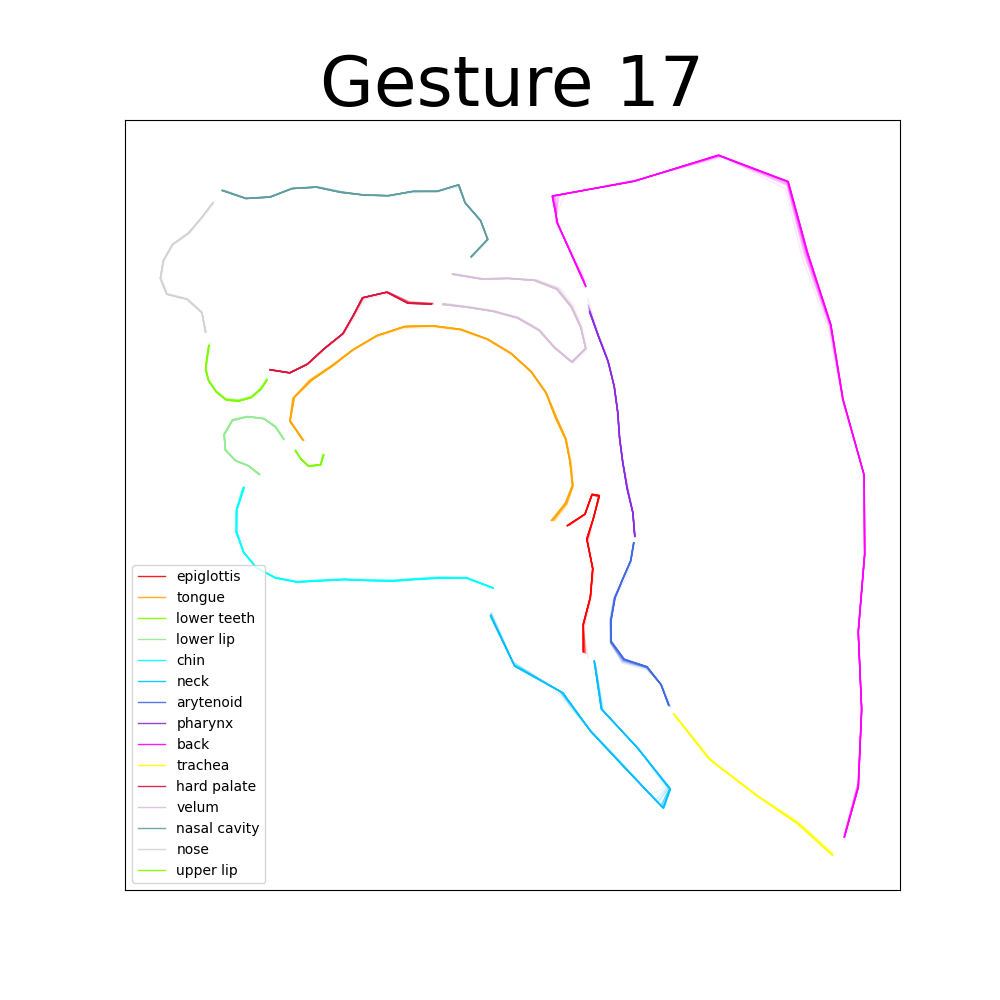 Gesture 17
epiglottis
tongue
lower teeth
lower lip
chin
neck
arytenoid
pharynx
back
trachea
hard palate
velum
nasal cavity
nose
upper lip